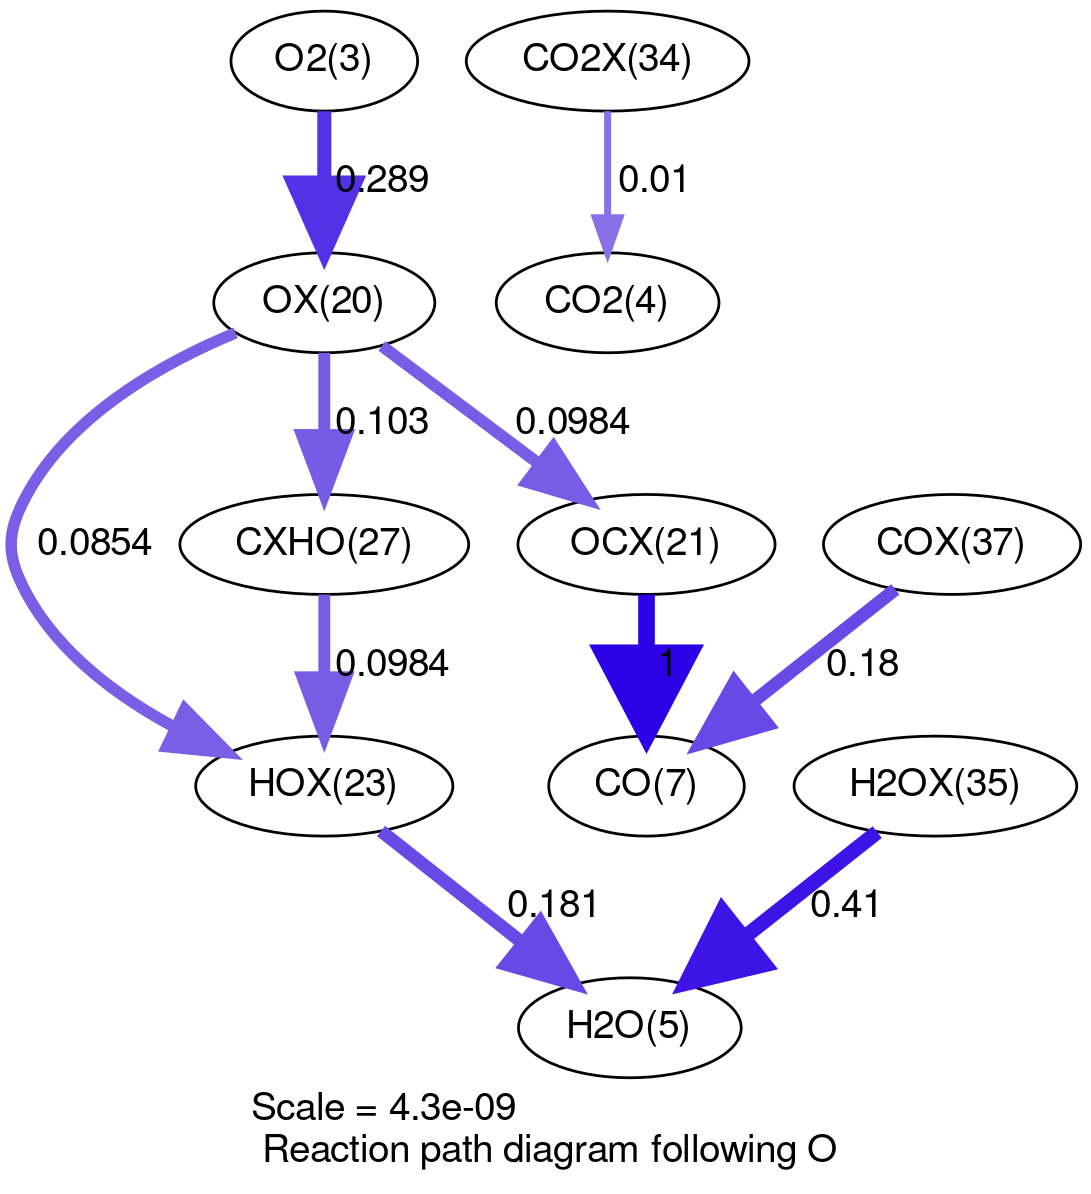 O2(3)
CO2X(34)
0.289
0.01
OX(20)
CO2(4)
0.103
0.0984
0.0854
CXHO(27)
OCX(21)
COX(37)
0.0984
1
0.18
HOX(23)
CO(7)
H2OX(35)
0.181
0.41
H2O(5)
Scale = 4.3e-09
Reaction path diagram following O